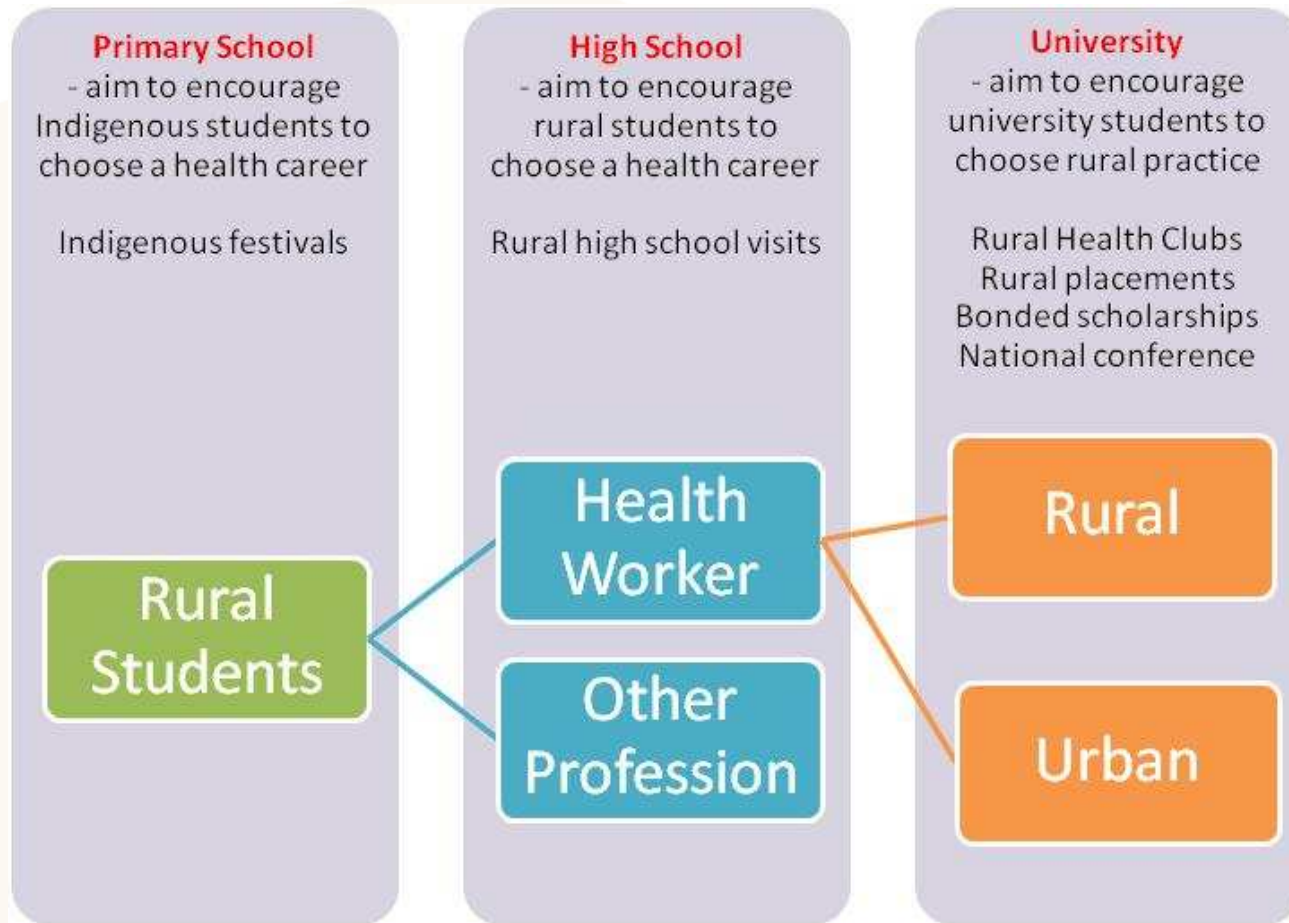 Primary School
- aim to encourage
Indigenous students to
choose a health career
Indigenous festivals
Rural
Students
High School
- aim to encourage
rural students to
choose a health career
Rural high school visits
Health
Worker
Other
Profession
University
- aim to encourage
university students to
choose rural practice
Rural Health Clubs
Rural placements
Bonded scholarships
National conference
Rural
Urban